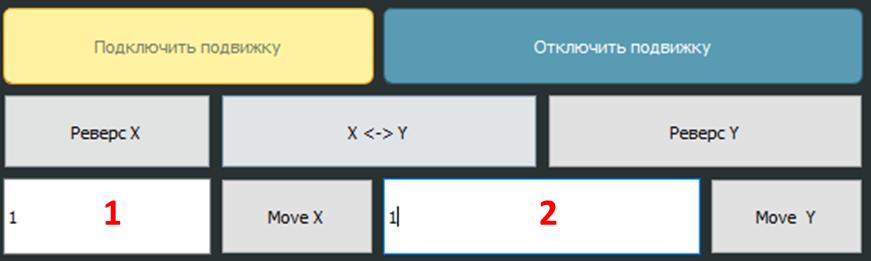 Подключить подвижку Отключить подвижку
Реверс X X <-> Y Реверс Y
1 1 Move X 1 2 Move Y